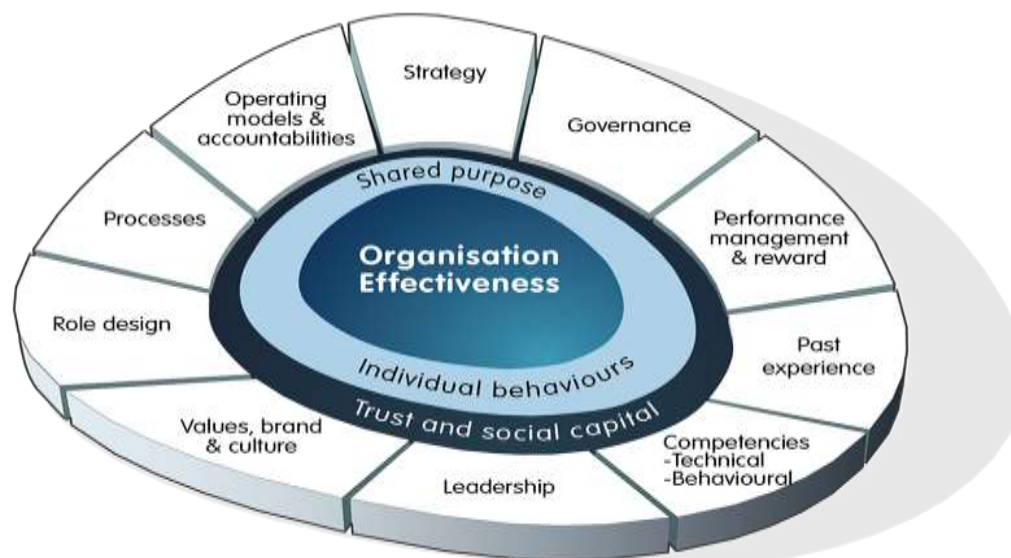 Strategy
Governance
Performance
management
& reward
Past
experience
Competencies
-Technical
-Behavioural
Leadership
Values, brand
& culture
Role design
Processes
Operating
models &
accountabilities
Shared purpose
Organisation
Effectiveness
Individual behaviours
Trust and social capital